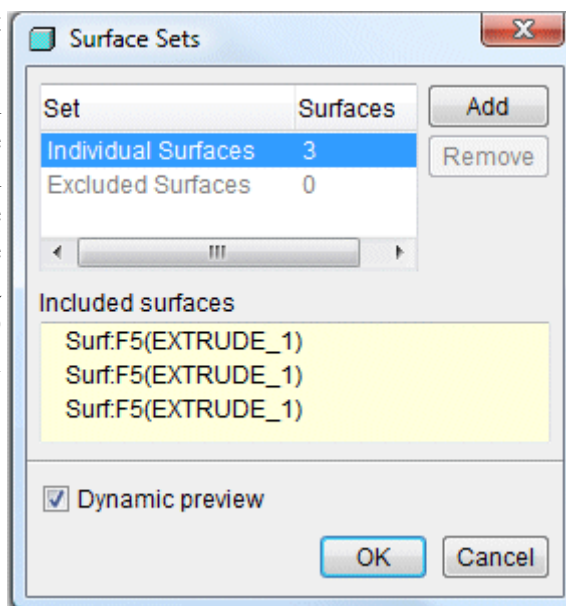 Surface Sets
Set Surfaces Add
Individual Surfaces 3 Remove
Excluded Surfaces 0
Included surfaces
Surf:F5(EXTRUDE_1)
Surf:F5(EXTRUDE_1)
Surf:F5(EXTRUDE_1)
Dynamic preview
OK Cancel